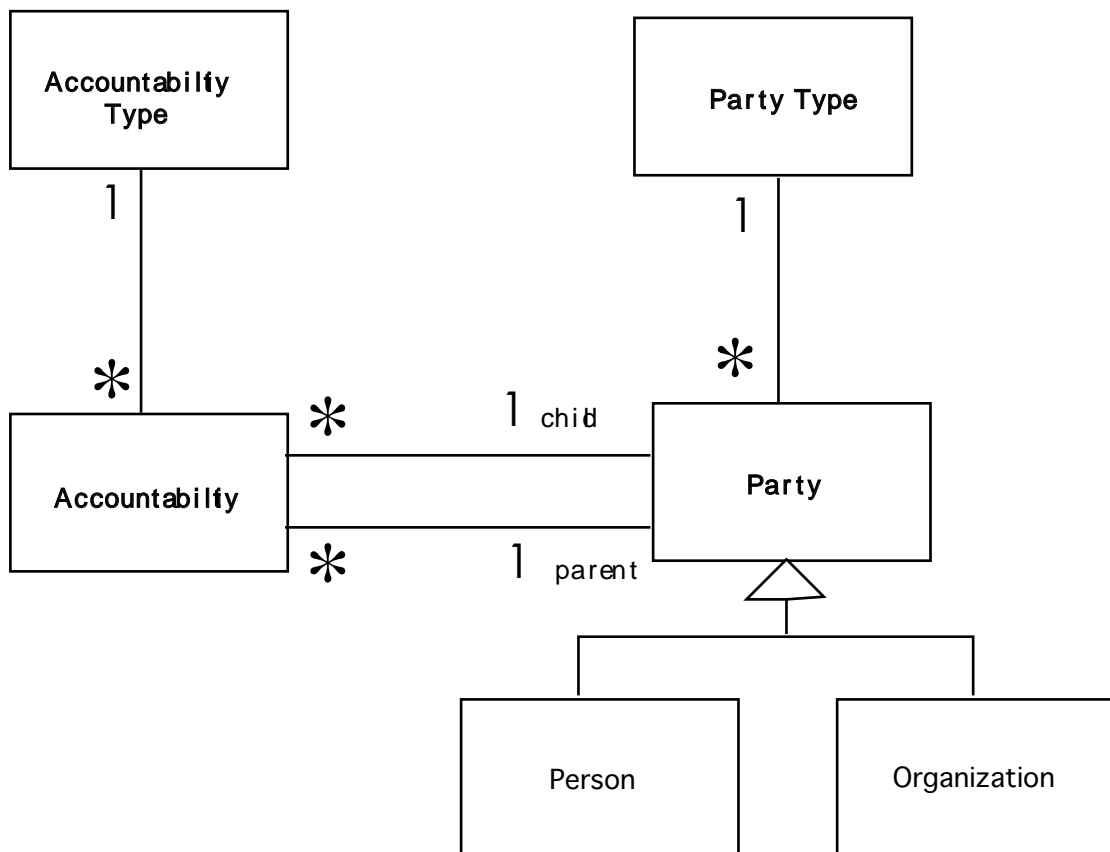 Accountability
Type
Party Type
1
1
*
*
*
1 child
Accountability
Party
*
1 parent
Person
Organization